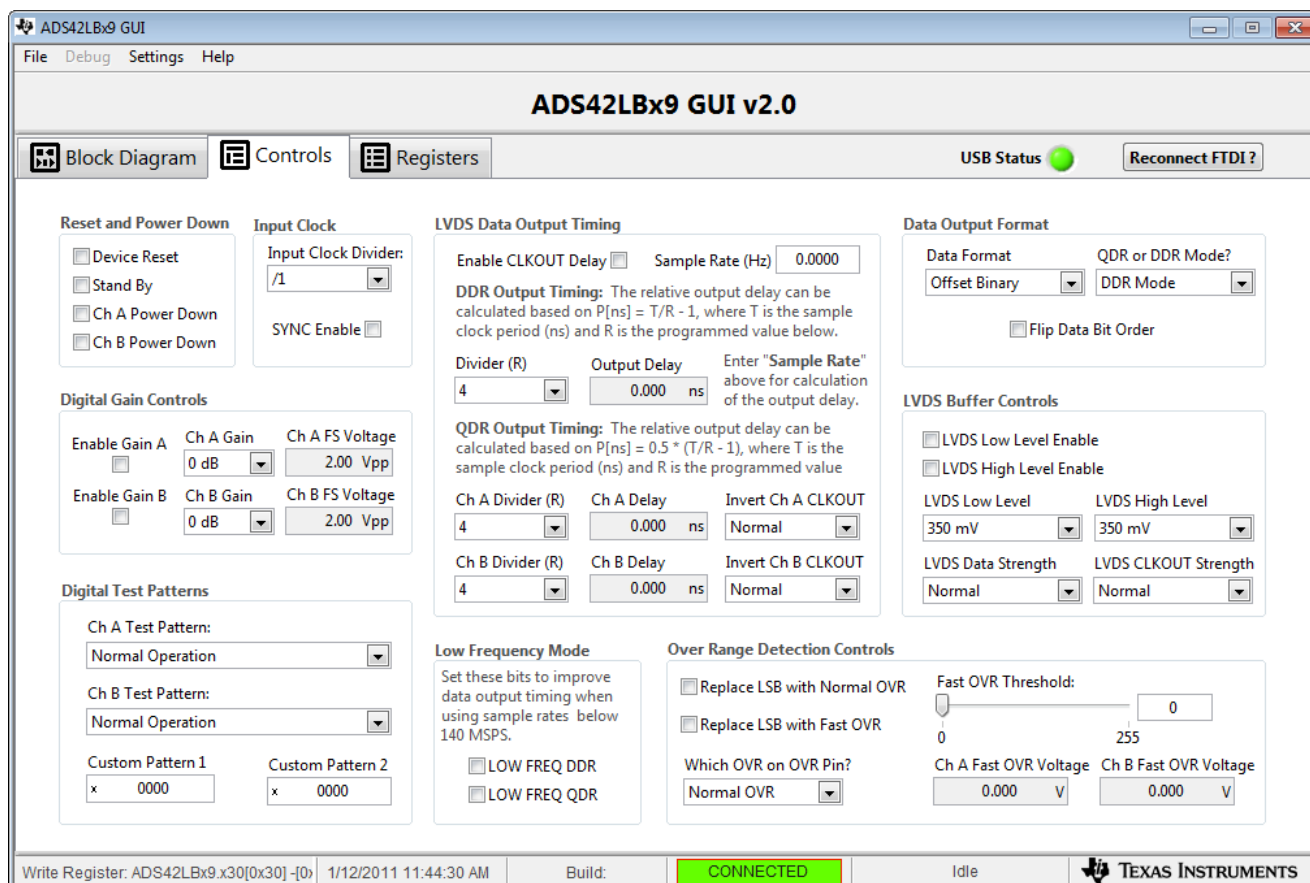 ADS42LBx9 GUI
File Debug Settings Help
ADS42LBx9 GUI v2.0
Block Diagram Controls Registers USB Status Reconnect FTDI ?
Reset and Power Down
Device Reset
Stand By
Ch A Power Down
Ch B Power Down
Input Clock
Input Clock Divider:
/1
SYNC Enable
Digital Gain Controls
Enable Gain A Ch A Gain Ch A FS Voltage
0 dB 2.00 Vpp
Enable Gain B Ch B Gain Ch B FS Voltage
0 dB 2.00 Vpp
Digital Test Patterns
Ch A Test Pattern:
Normal Operation
Ch B Test Pattern:
Normal Operation
Custom Pattern 1 Custom Pattern 2
x 0000 x 0000
LVDS Data Output Timing
Enable CLKOUT Delay Sample Rate (Hz) 0.0000
DDR Output Timing: The relative output delay can be
calculated based on P[ns] = T/R - 1, where T is the sample
clock period (ns) and R is the programmed value below.
Divider (R) Output Delay
4 0.000 ns
Enter "Sample Rate"
above for calculation
of the output delay.
QDR Output Timing: The relative output delay can be
calculated based on P[ns] = 0.5 * (T/R - 1), where T is the
sample clock period (ns) and R is the programmed value
Ch A Divider (R) Ch A Delay Invert Ch A CLKOUT
4 0.000 ns Normal
Ch B Divider (R) Ch B Delay Invert Ch B CLKOUT
4 0.000 ns Normal
Low Frequency Mode
Set these bits to improve
data output timing when
using sample rates below
140 MSPS.
LOW FREQ DDR
LOW FREQ QDR
Data Output Format
Data Format QDR or DDR Mode?
Offset Binary DDR Mode
Flip Data Bit Order
LVDS Buffer Controls
LVDS Low Level Enable
LVDS High Level Enable
LVDS Low Level LVDS High Level
350 mV 350 mV
LVDS Data Strength LVDS CLKOUT Strength
Normal Normal
Over Range Detection Controls
Replace LSB with Normal OVR
Replace LSB with Fast OVR
Which OVR on OVR Pin?
Normal OVR
Fast OVR Threshold:
0
0 255
Ch A Fast OVR Voltage Ch B Fast OVR Voltage
0.000 V 0.000 V
Write Register: ADS42LBx9.x30[0x30] -[0x 1/12/2011 11:44:30 AM Build: CONNECTED Idle TEXAS INSTRUMENTS